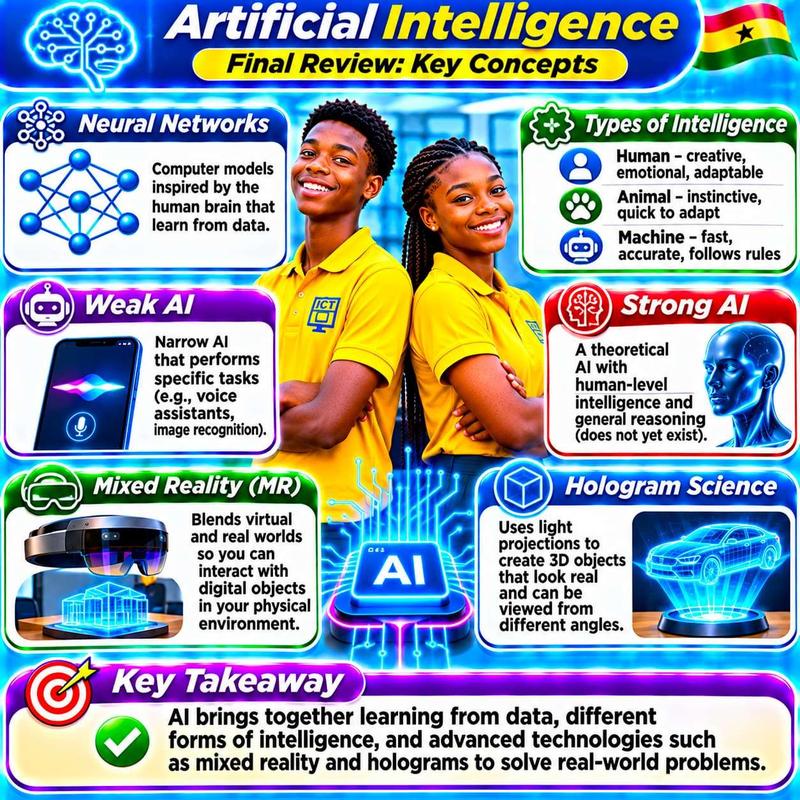 Artificial Intelligence
Final Review: Key Concepts
Neural Networks
Computer models
inspired by the
human brain that
learn from data.
Types of Intelligence
Human – creative,
emotional, adaptable
Animal – instinctive,
quick to adapt
Machine – fast,
accurate, follows rules
ICT
Weak AI
Narrow AI
that performs
specific tasks
(e.g., voice
assistants,
image recognition).
Strong AI
A theoretical
AI with
human-level
intelligence and
general reasoning
(does not yet exist).
Mixed Reality (MR)
Blends virtual
and real worlds
so you can
interact with
digital objects
in your physical
environment.
AI
Hologram Science
Uses light
projections to
create 3D objects
that look real
and can be
viewed from
different angles.
Key Takeaway
AI brings together learning from data, different
forms of intelligence, and advanced technologies such
as mixed reality and holograms to solve real-world problems.